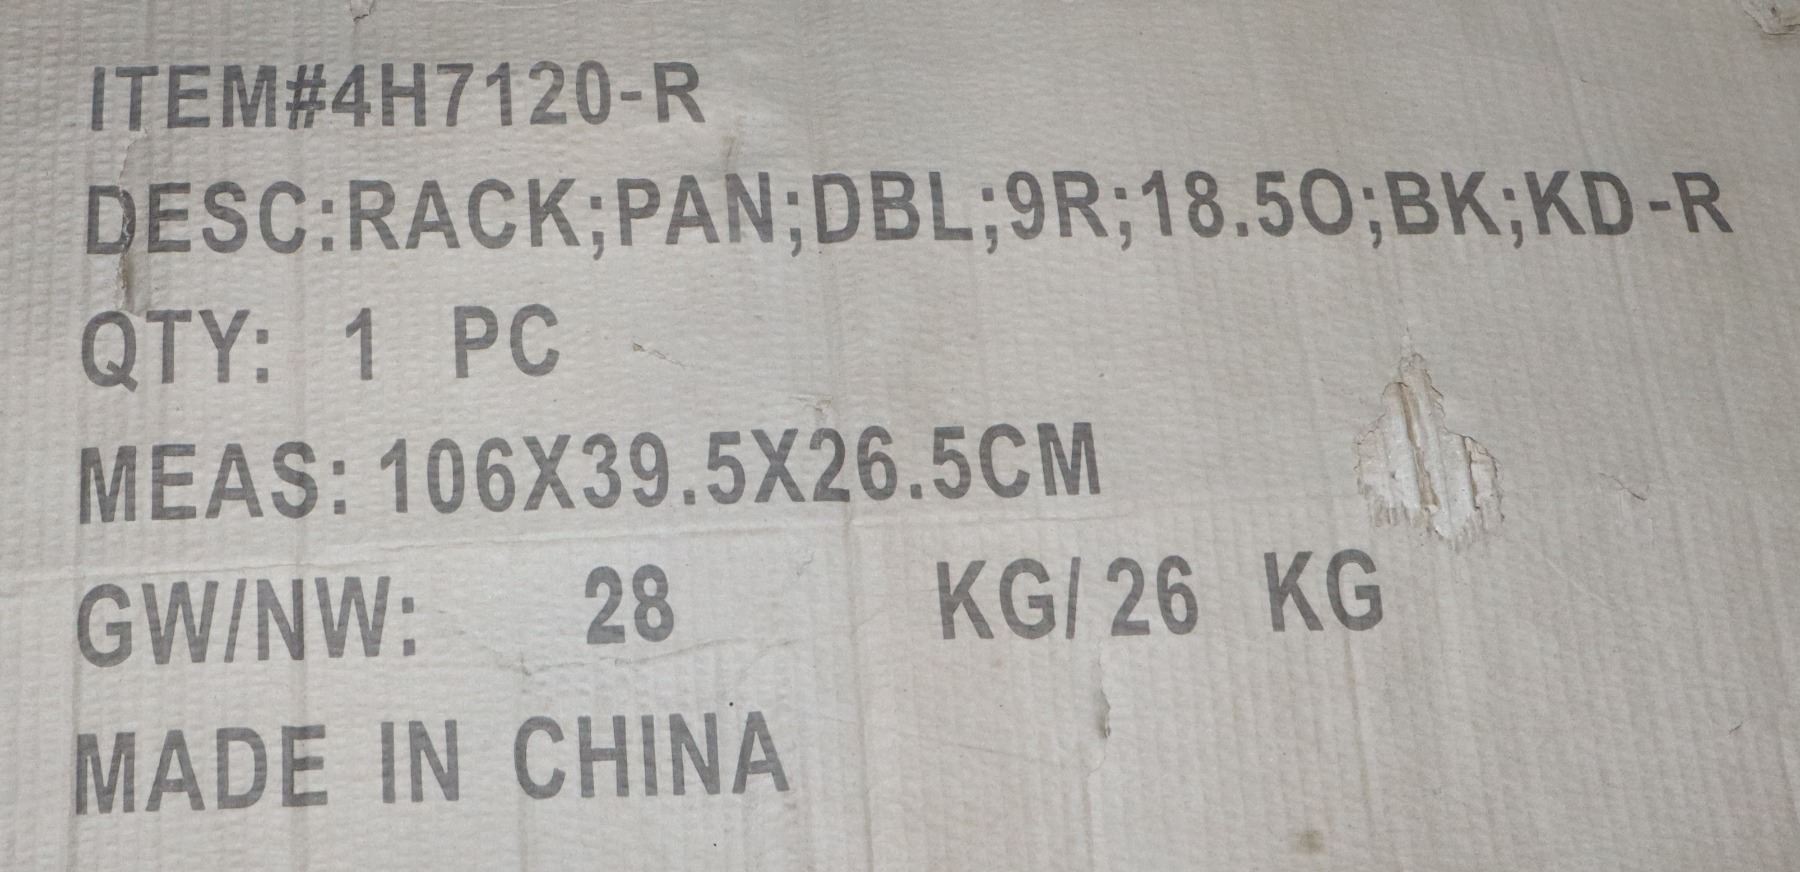 ITEM#4H7120-R
DESC:RACK;PAN;DBL;9R;18.5O;BK;KD-R
QTY: 1 PC
MEAS: 106X39.5X26.5CM
GW/NW: 28 KG/ 26 KG
MADE IN CHINA